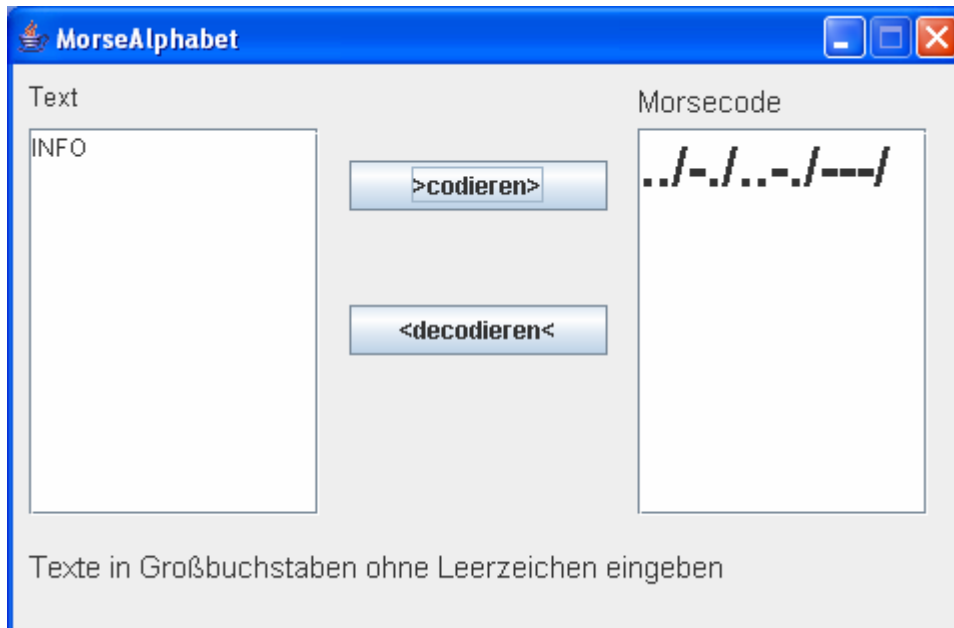 MorseAlphabet
Text
Morsecode
INFO
../-./..-./---/
>codieren>
<decodieren<
Texte in Großbuchstaben ohne Leerzeichen eingeben